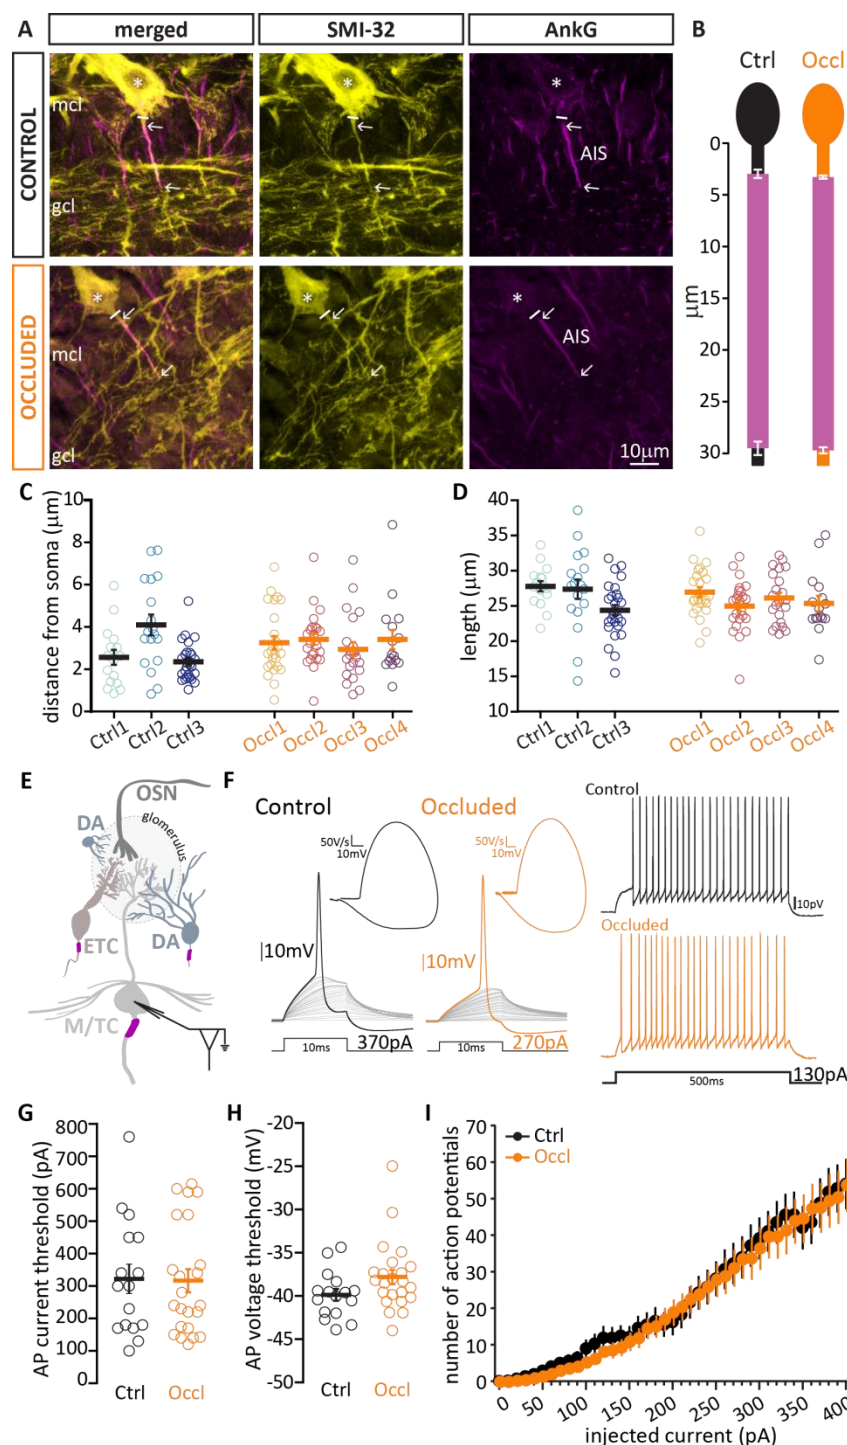 A
merged
SMI-32
AnkG
B
Ctrl
Occl
CONTROL
mcl
gcl
*
*
*
AIS
OCCLUDED
mcl
gcl
*
*
*
AIS
10μm
0
5
10
15
20
25
30
μm
C
distance from soma (μm)
10
8
6
4
2
0
Ctrl1
Ctrl2
Ctrl3
Occl1
Occl2
Occl3
Occl4
D
length (μm)
40
35
30
25
20
15
10
Ctrl1
Ctrl2
Ctrl3
Occl1
Occl2
Occl3
Occl4
E
OSN
DA
glomerulus
DA
ETC
M/TC
F
Control
Occluded
50V/s
10mV
50V/s
10mV
10mV
10mV
10ms
370pA
10ms
270pA
Control
10pV
Occluded
500ms
130pA
G
AP current threshold (pA)
800
700
600
500
400
300
200
100
0
Ctrl
Occl
H
AP voltage threshold (mV)
-20
-25
-30
-35
-40
-45
-50
Ctrl
Occl
I
number of action potentials
70
60
50
40
30
20
10
0
Ctrl
Occl
0
50
100
150
200
250
300
350
400
injected current (pA)